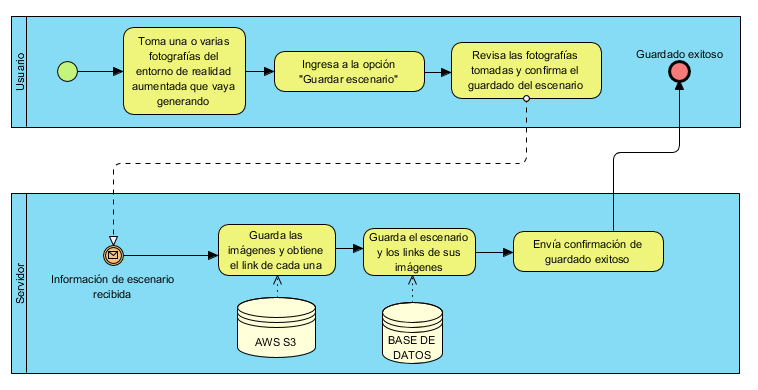 Usuario
Toma una o varias
fotografías del
entorno de realidad
aumentada que vaya
generando
Ingresa a la opción
"Guardar escenario"
Revisa las fotografías
tomadas y confirma el
guardado del escenario
Guardado exitoso
Servidor
Información de escenario
recibida
Guarda las
imágenes y obtiene
el link de cada una
Guarda el escenario
y los links de sus
imágenes
Envía confirmación de
guardado exitoso
AWS S3
BASE DE
DATOS